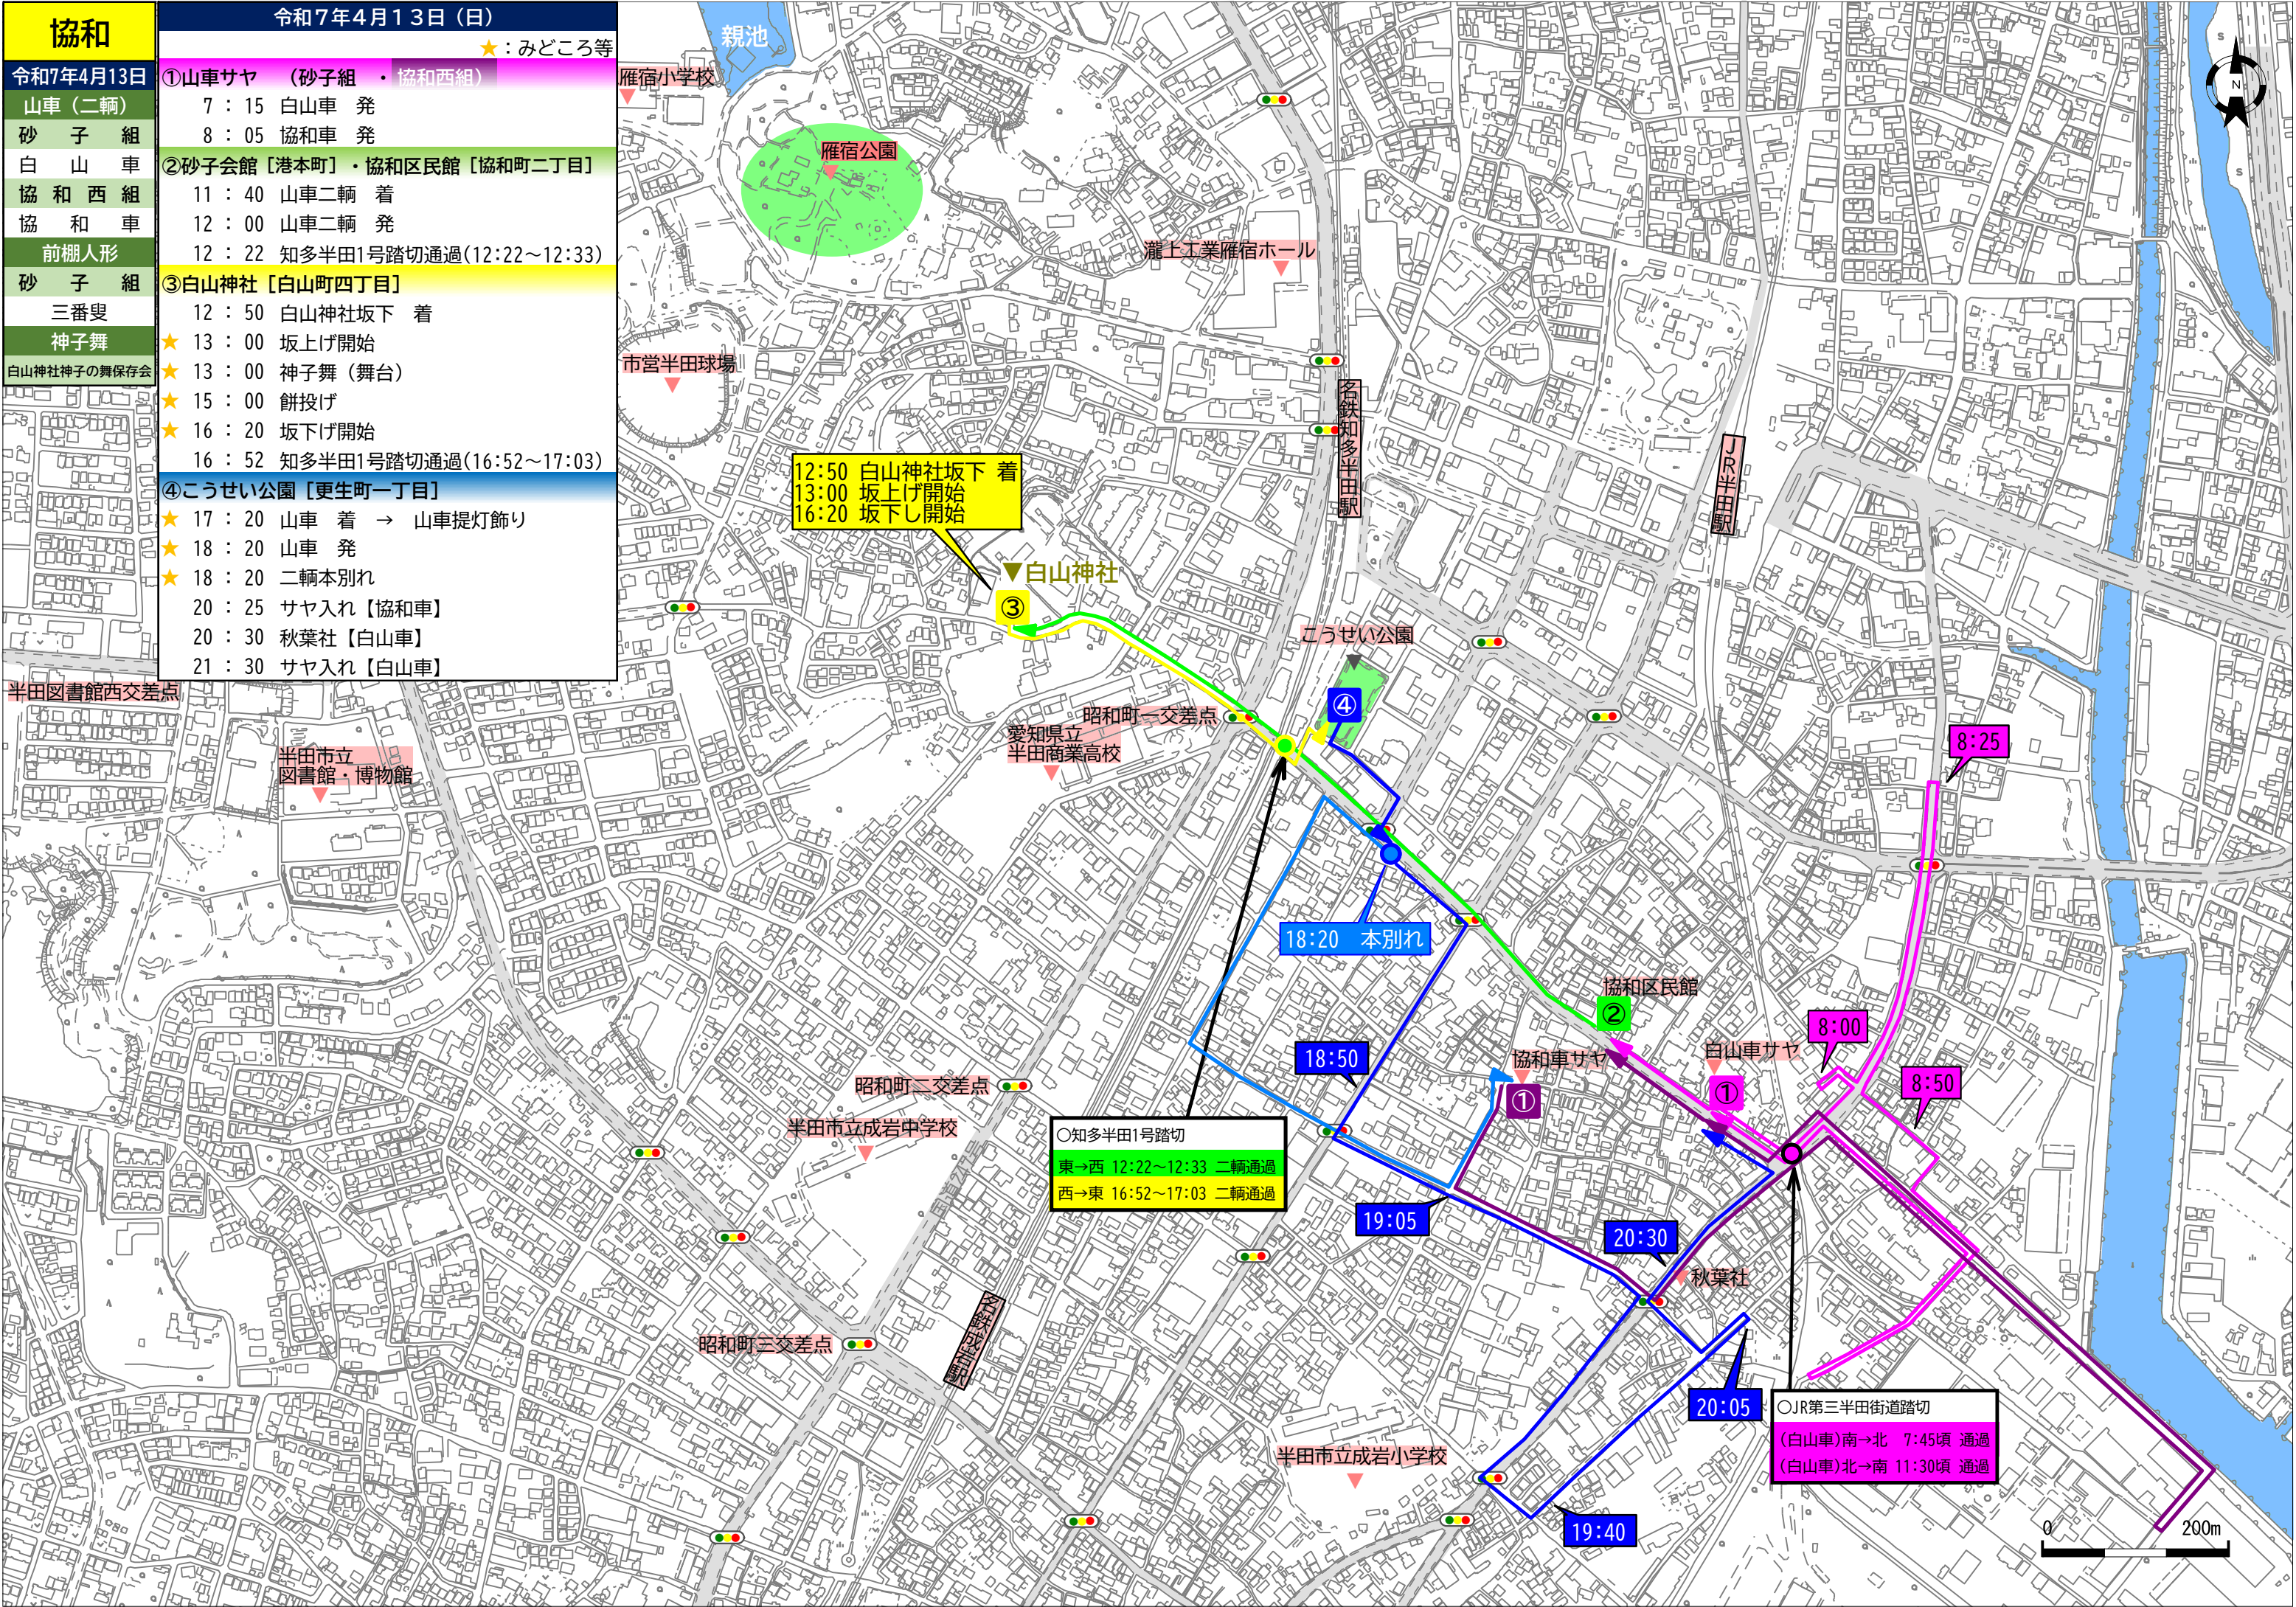 協和
令和7年4月13日
山車（二輌）
砂子組
白山車
協和西組
協和車
前棚人形
砂子組
三番叟
神子舞
白山神社神子の舞保存会
令和７年４月１３日（日）
★：みどころ等
①山車サヤ　（砂子組　・協和西組）
7：15 白山車　発
8：05 協和車　発
②砂子会館［港本町］・協和区民館［協和町二丁目］
11：40 山車二輌　着
12：00 山車二輌　発
12：22 知多半田1号踏切通過(12:22～12:33)
③白山神社［白山町四丁目］
12：50 白山神社坂下　着
★ 13：00 坂上げ開始
★ 13：00 神子舞（舞台）
★ 15：00 餅投げ
★ 16：20 坂下げ開始
16：52 知多半田1号踏切通過(16:52～17:03)
④こうせい公園［更生町一丁目］
★ 17：20 山車　着　→　山車提灯飾り
★ 18：20 山車　発
★ 18：20 二輌本別れ
20：25 サヤ入れ【協和車】
20：30 秋葉社【白山車】
21：30 サヤ入れ【白山車】
親池
雁宿小学校
雁宿公園
瀧上工業雁宿ホール
市営半田球場
名鉄知多半田駅
JR半田駅
N
12:50 白山神社坂下 着
13:00 坂上げ開始
16:20 坂下し開始
▼白山神社
③
こうせい公園
④
半田図書館西交差点
昭和町一交差点
愛知県立
半田商業高校
半田市立
図書館・博物館
8:25
18:20　本別れ
協和区民館
②
8:00
18:50
協和車サヤ
①
白山車サヤ
①
8:50
昭和町二交差点
半田市立成岩中学校
○知多半田1号踏切
東→西 12:22～12:33 二輌通過
西→東 16:52～17:03 二輌通過
19:05
20:30
秋葉社
昭和町三交差点
名鉄成岩駅
20:05
○JR第三半田街道踏切
(白山車)南→北　7:45頃 通過
(白山車)北→南 11:30頃 通過
半田市立成岩小学校
19:40
0
200m